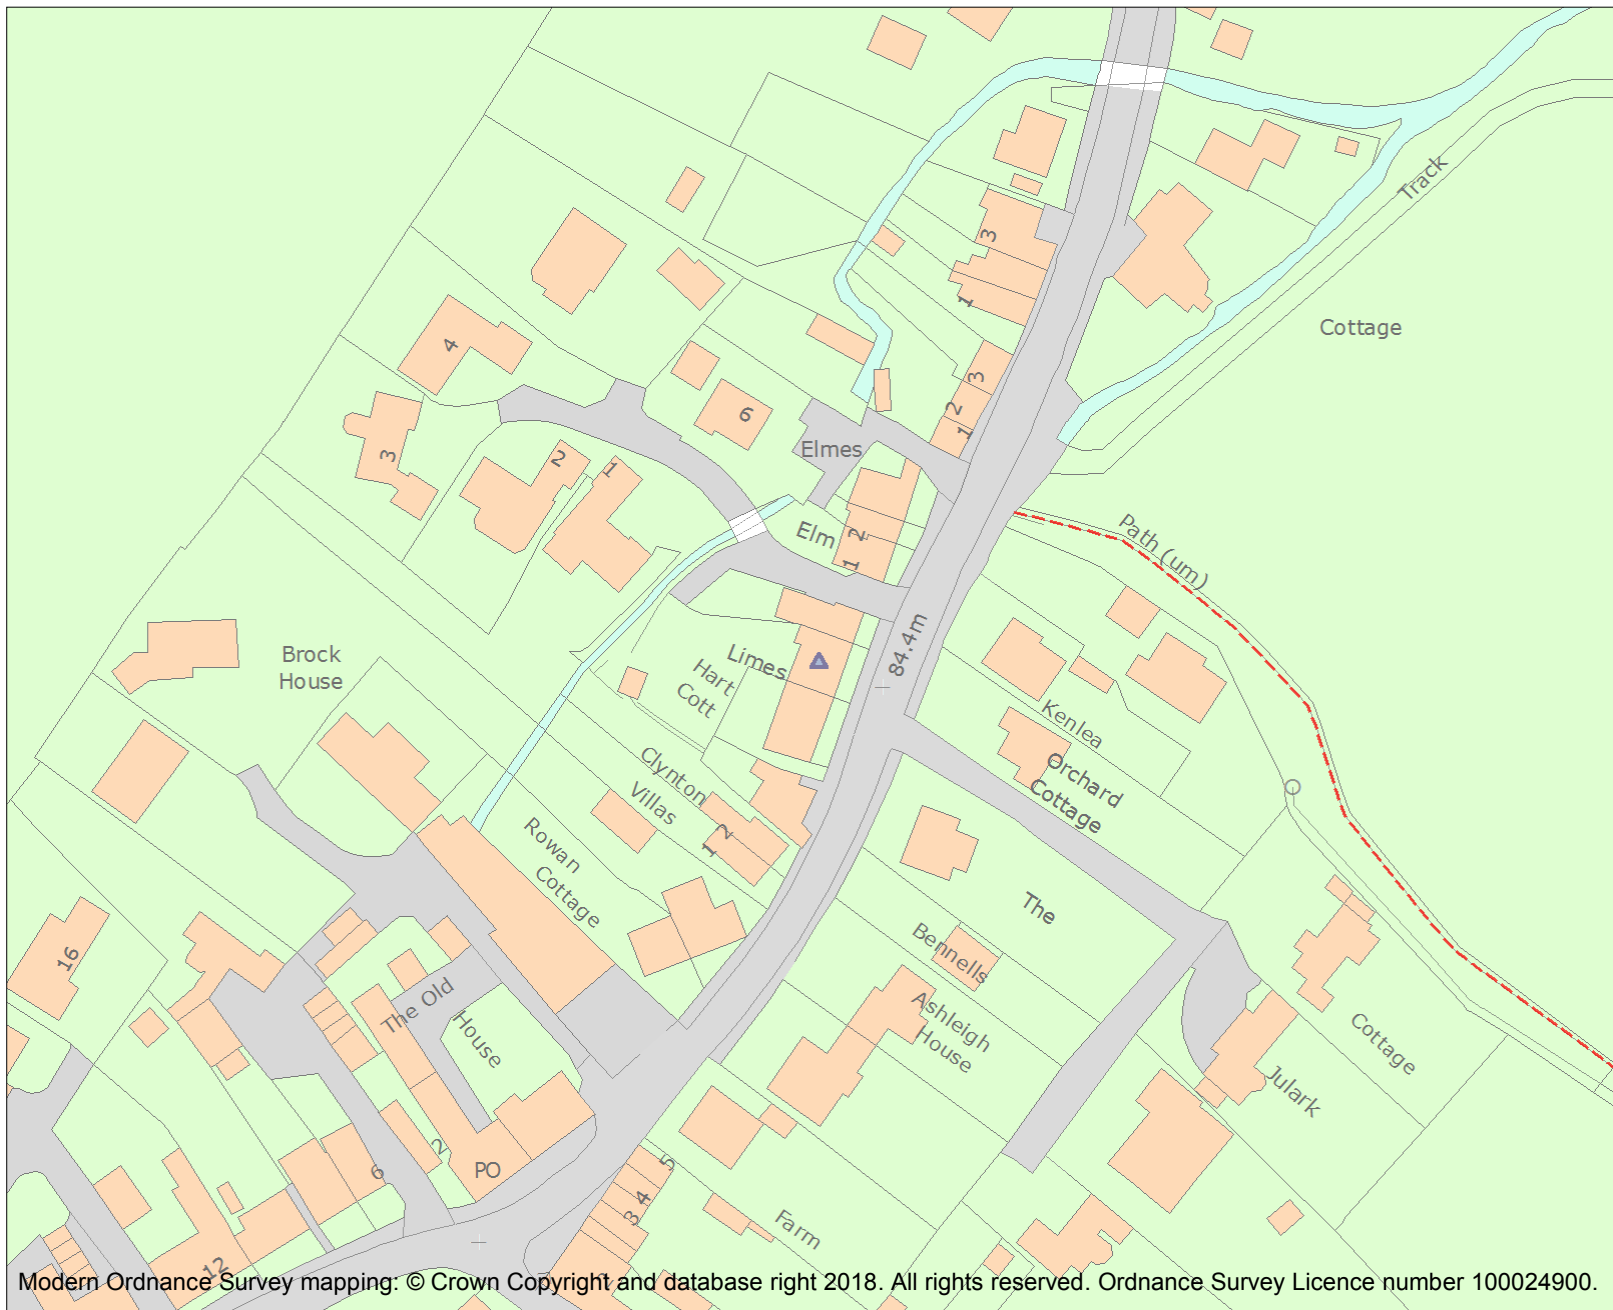 Track
3
1
Cottage
4
3
2
1
6
Elmes
3
2
1
2
1
Elm
Path (um)
84.4m
Brock
House
Limes
Hart
Cott
Kenlea
Orchard
Cottage
Clynton
Villas
2
1
Rowan
Cottage
The
Bennells
Ashleigh
House
16
The Old
House
Cottage
Julark
2
6
PO
5
4
3
Farm
12
Modern Ordnance Survey mapping: © Crown Copyright and database right 2018. All rights reserved. Ordnance Survey Licence number 100024900.